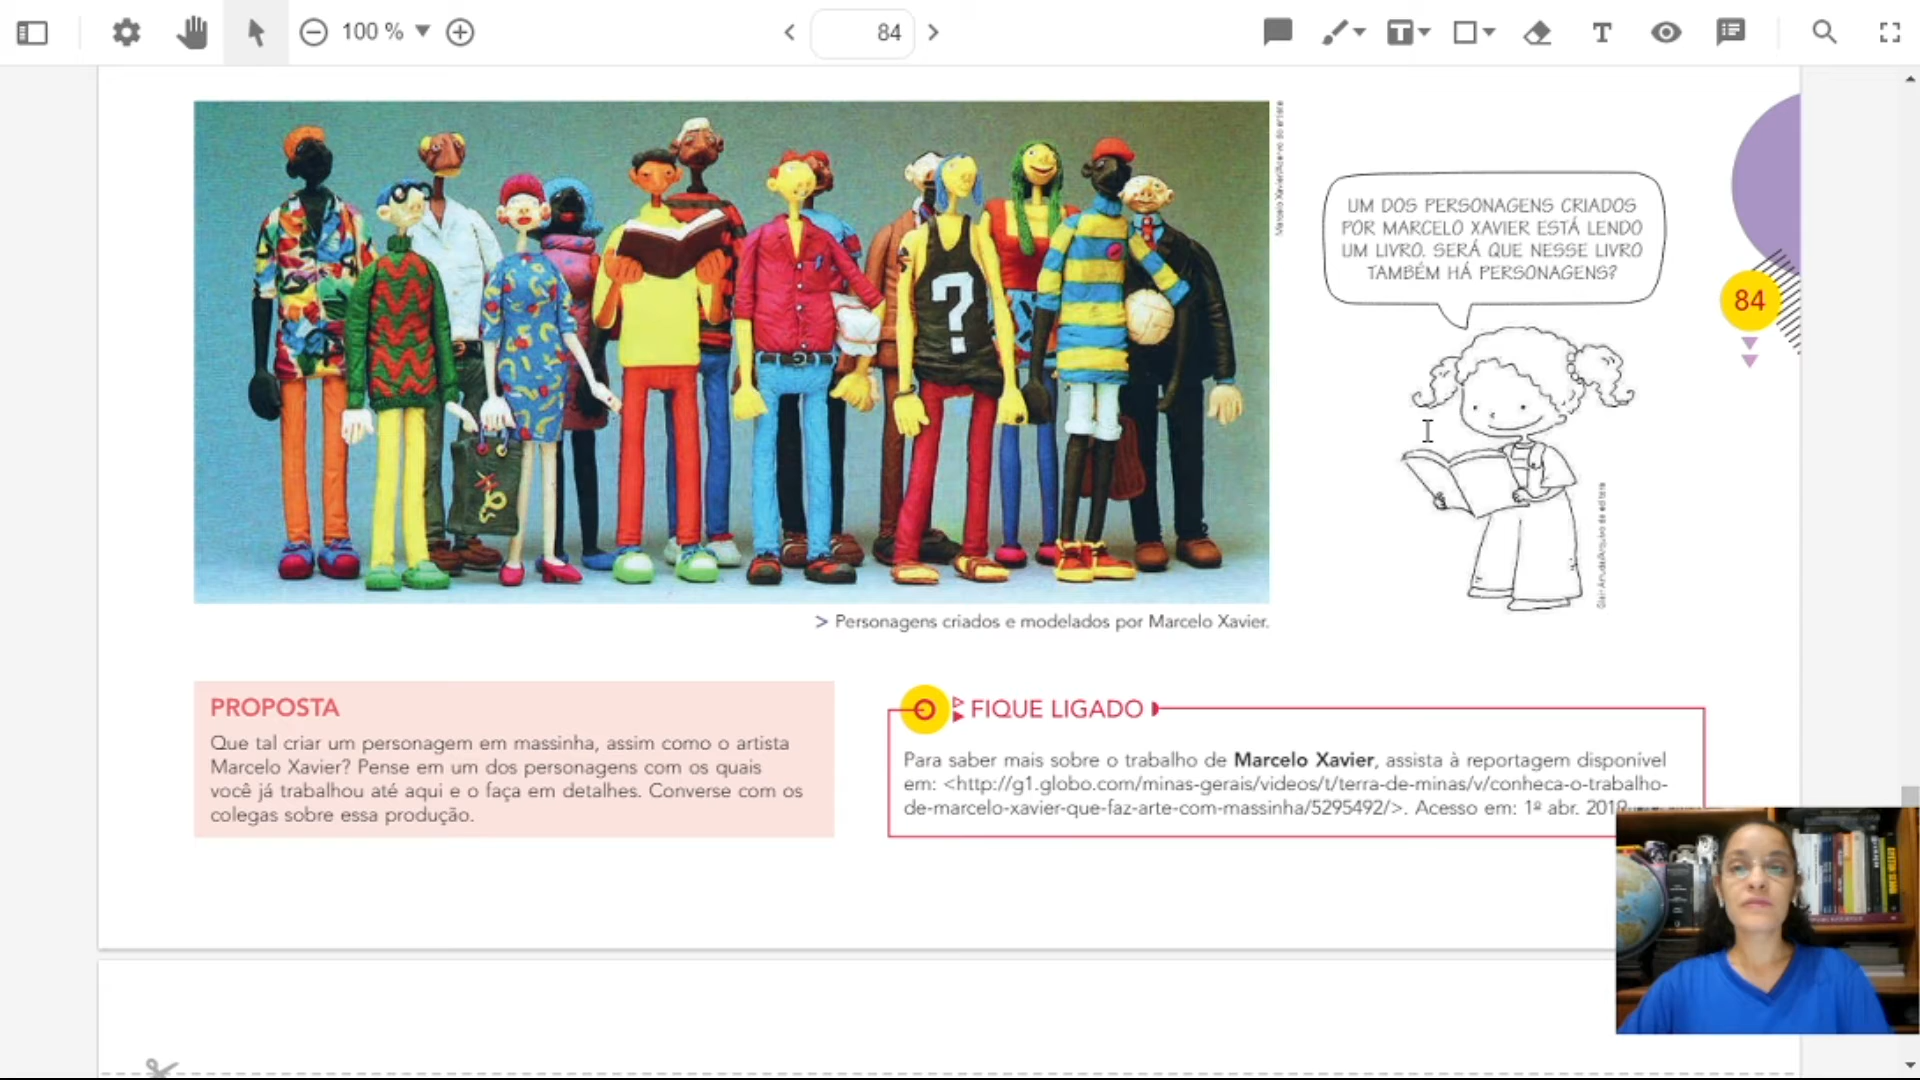 100 %
84
Marcelo Xavier/Acervo do artista
UM DOS PERSONAGENS CRIADOS
POR MARCELO XAVIER ESTÁ LENDO
UM LIVRO. SERÁ QUE NESSE LIVRO
TAMBÉM HÁ PERSONAGENS?
84
?
> Personagens criados e modelados por Marcelo Xavier.
PROPOSTA
Que tal criar um personagem em massinha, assim como o artista
Marcelo Xavier? Pense em um dos personagens com os quais
você já trabalhou até aqui e o faça em detalhes. Converse com os
colegas sobre essa produção.
FIQUE LIGADO
Para saber mais sobre o trabalho de Marcelo Xavier, assista à reportagem disponível
em: <http://g1.globo.com/minas-gerais/videos/t/terra-de-minas/v/conheca-o-trabalho-
de-marcelo-xavier-que-faz-arte-com-massinha/5295492/>. Acesso em: 1º abr.